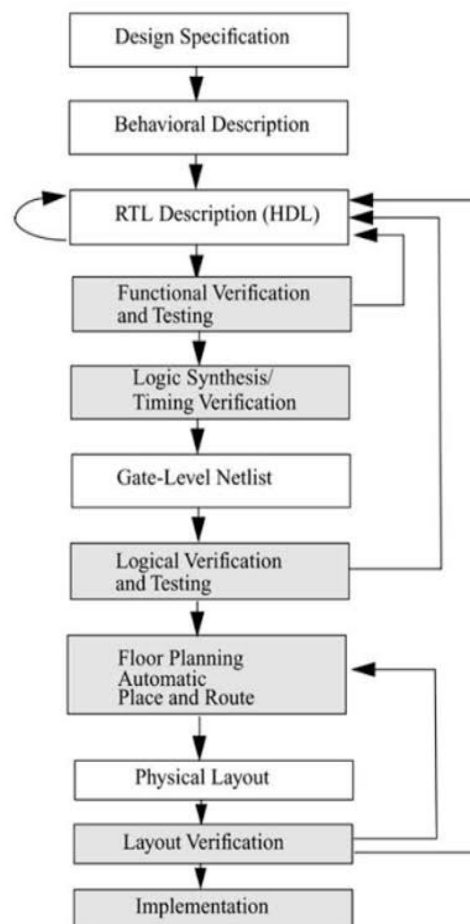 Design Specification
Behavioral Description
RTL Description (HDL)
Functional Verification
and Testing
Logic Synthesis/
Timing Verification
Gate-Level Netlist
Logical Verification
and Testing
Floor Planning
Automatic
Place and Route
Physical Layout
Layout Verification
Implementation